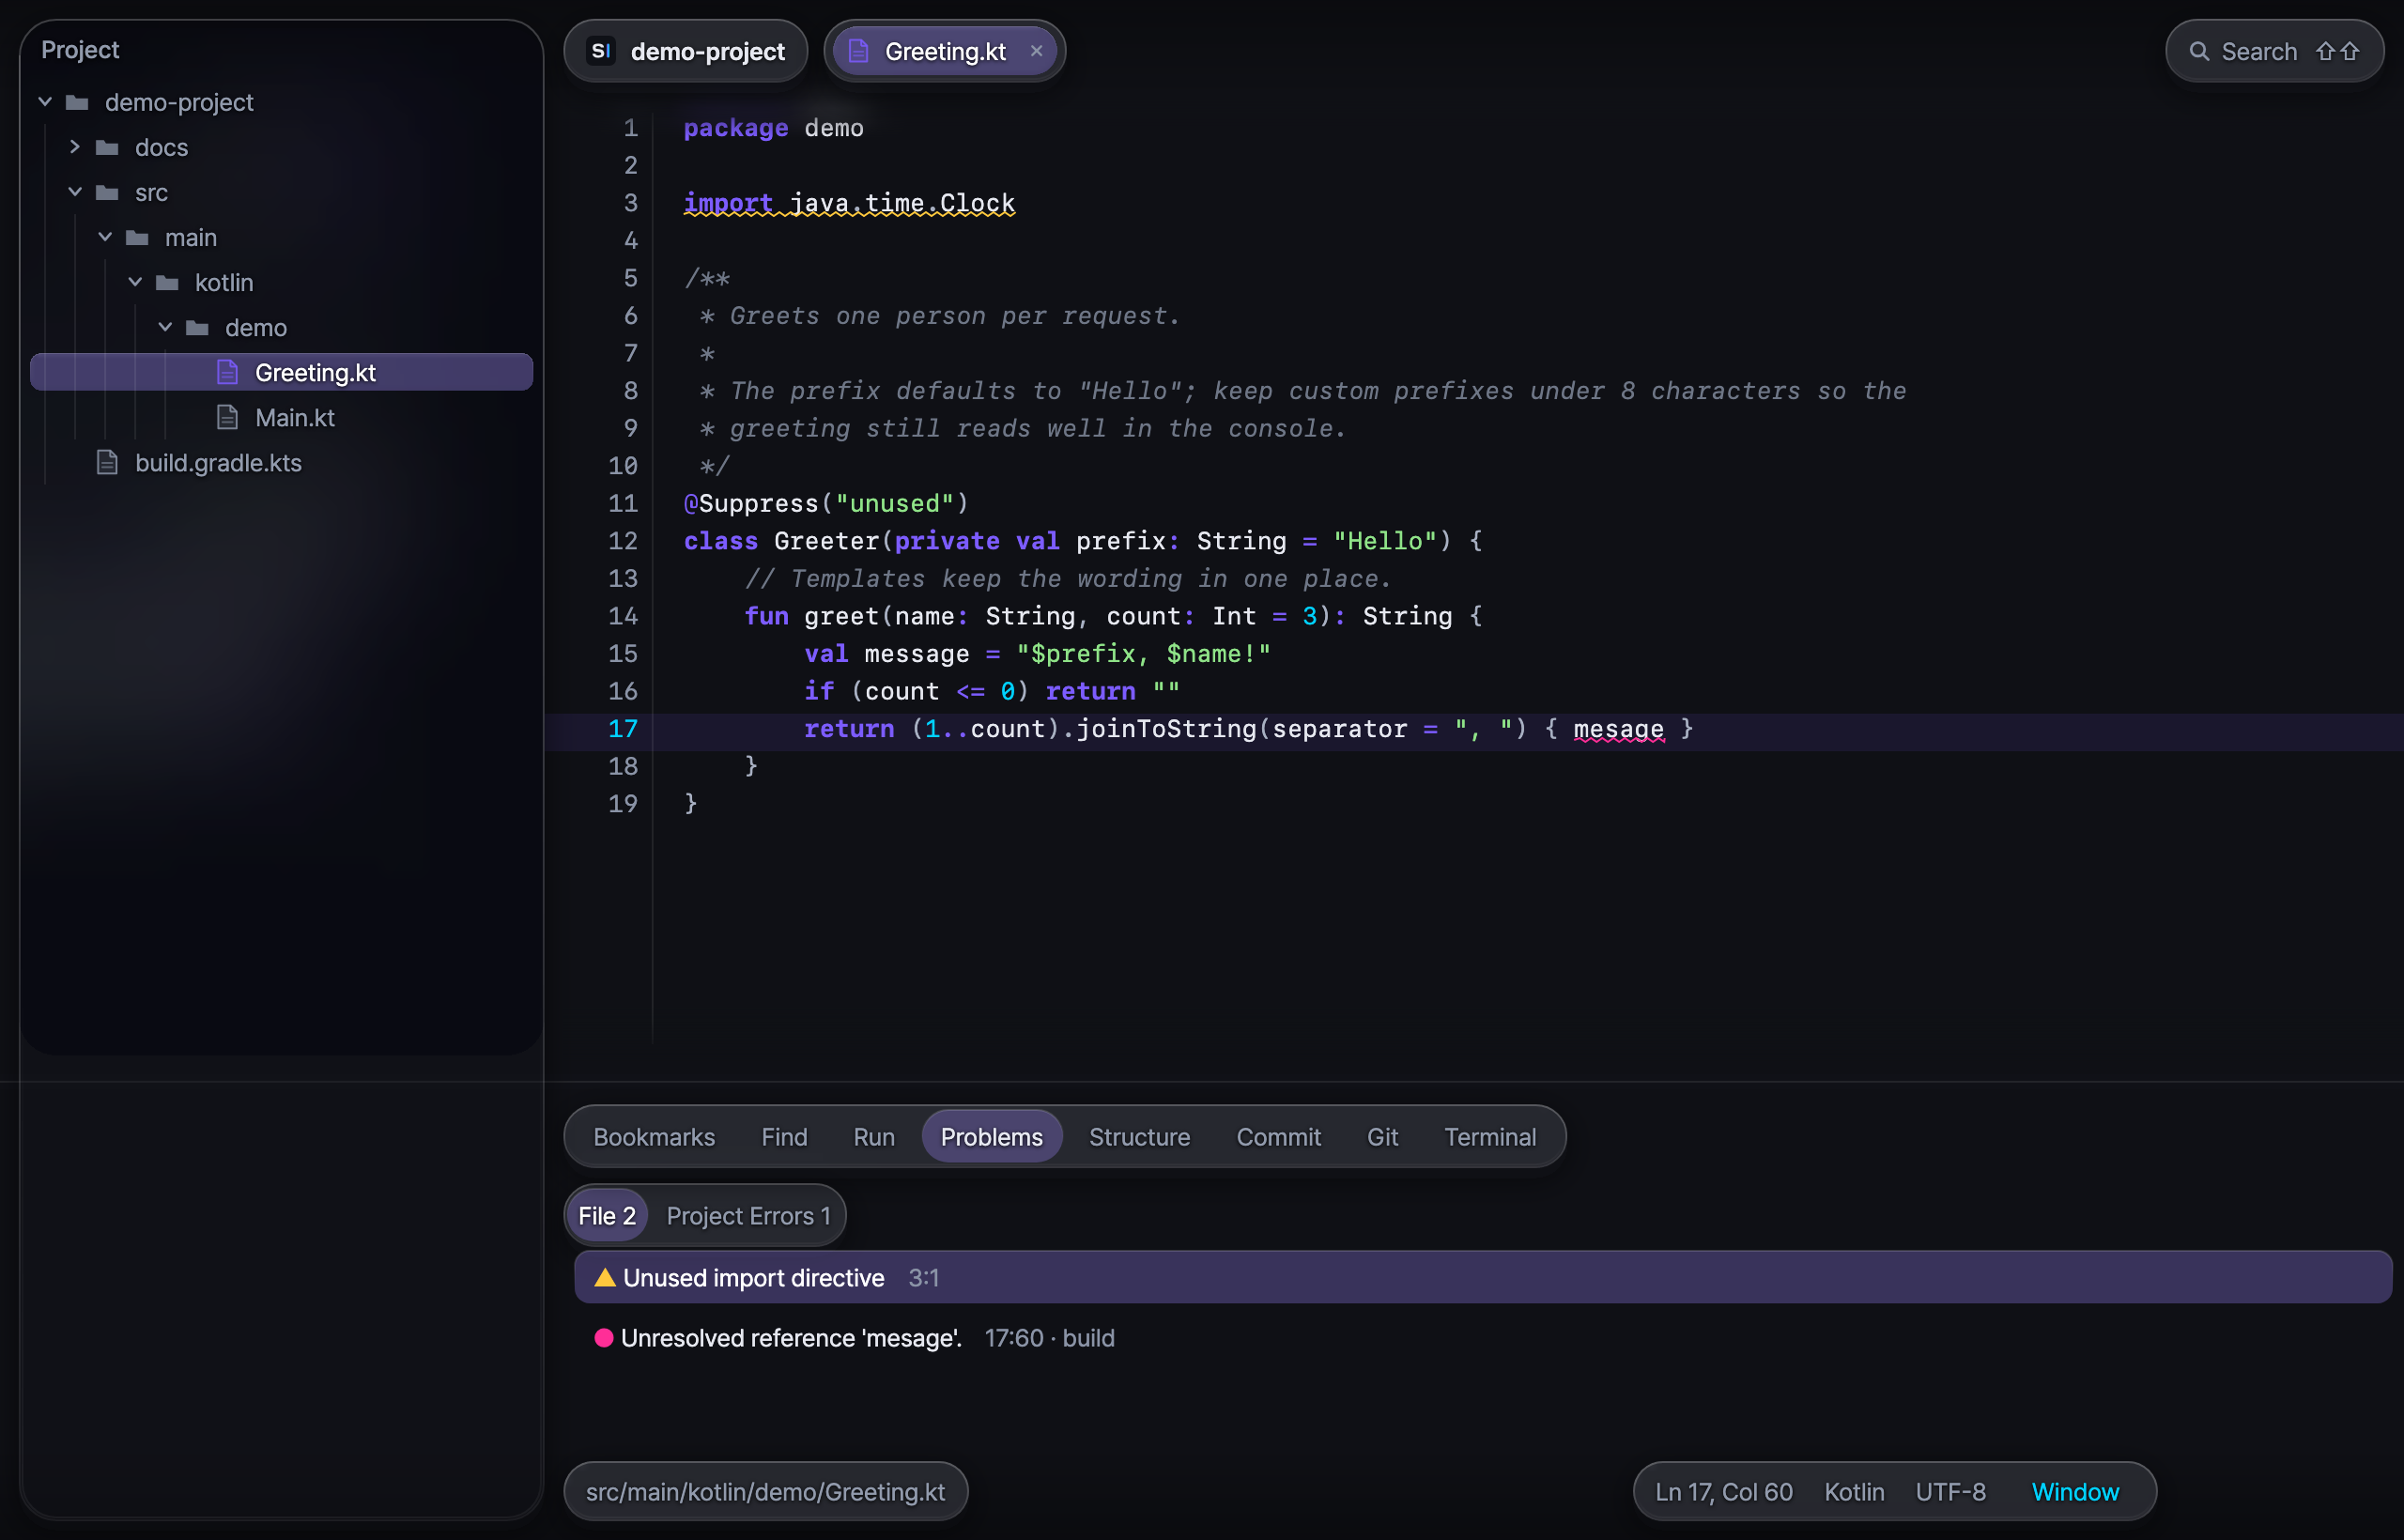 Project
demo-project
docs
src
main
kotlin
demo
Greeting.kt
Main.kt
build.gradle.kts
SI demo-project
Greeting.kt ×
Search ⇧⇧
1 package demo
2
3 import java.time.Clock
4
5 /**
6  * Greets one person per request.
7  *
8  * The prefix defaults to "Hello"; keep custom prefixes under 8 characters so the
9  * greeting still reads well in the console.
10  */
11 @Suppress("unused")
12 class Greeter(private val prefix: String = "Hello") {
13     // Templates keep the wording in one place.
14     fun greet(name: String, count: Int = 3): String {
15         val message = "$prefix, $name!"
16         if (count <= 0) return ""
17         return (1..count).joinToString(separator = ", ") { mesage }
18     }
19 }
Bookmarks Find Run Problems Structure Commit Git Terminal
File 2 Project Errors 1
Unused import directive 3:1
Unresolved reference 'mesage'. 17:60 · build
src/main/kotlin/demo/Greeting.kt
Ln 17, Col 60 Kotlin UTF-8 Window